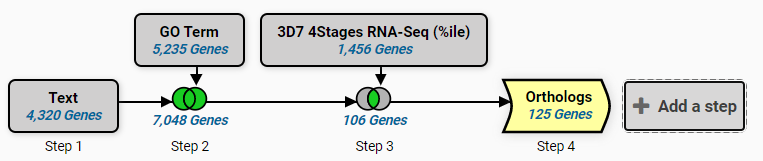 GO Term
5,235 Genes
3D7 4Stages RNA-Seq (%ile)
1,456 Genes
Text
4,320 Genes
7,048 Genes
106 Genes
Orthologs
125 Genes
+ Add a step
Step 1
Step 2
Step 3
Step 4